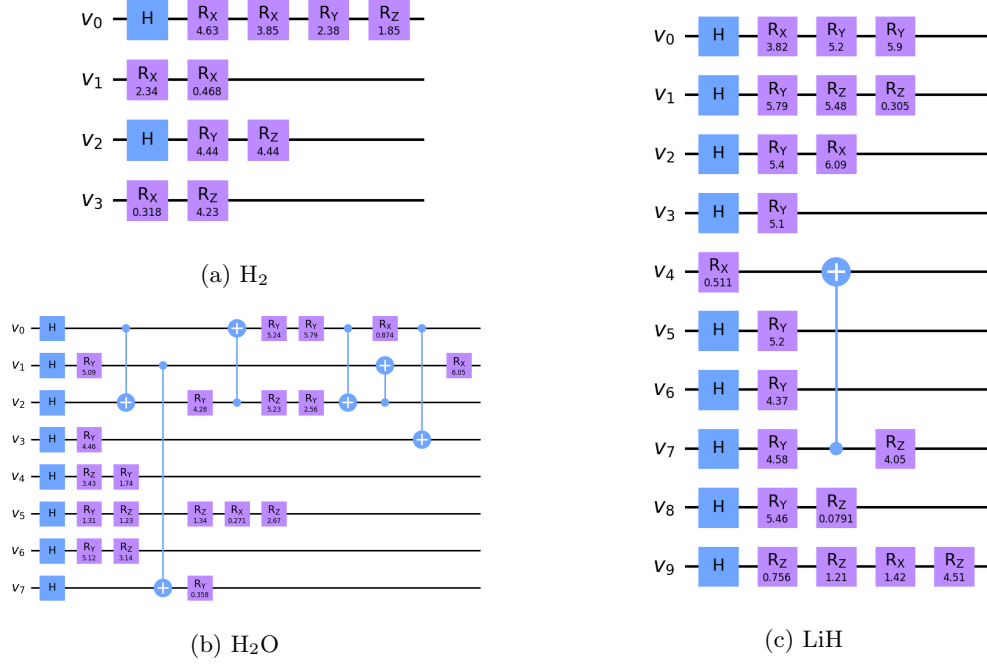 v0 H RX 4.63 RX 3.85 RY 2.38 RZ 1.85
v1 RX 2.34 RX 0.468
v2 H RY 4.44 RZ 4.44
v3 RX 0.318 RZ 4.23
(a) H₂
v0 H RY 5.24 RY 5.79 RX 0.874
v1 H RY 5.09 RX 6.05
v2 H RY 4.28 RZ 5.23 RY 2.56
v3 H RY 4.46
v4 H RZ 3.43 RY 1.74
v5 H RY 1.31 RZ 1.23 RZ 1.34 RX 0.271 RZ 2.67
v6 H RY 5.12 RZ 3.14
v7 H RY 0.358
(b) H₂O
v0 H RX 3.82 RY 5.2 RY 5.9
v1 H RY 5.79 RZ 5.48 RZ 0.305
v2 H RY 5.4 RX 6.09
v3 H RY 5.1
v4 RX 0.511
v5 H RY 5.2
v6 H RY 4.37
v7 H RY 4.58 RZ 4.05
v8 H RY 5.46 RZ 0.0791
v9 H RZ 0.756 RZ 1.21 RX 1.42 RZ 4.51
(c) LiH